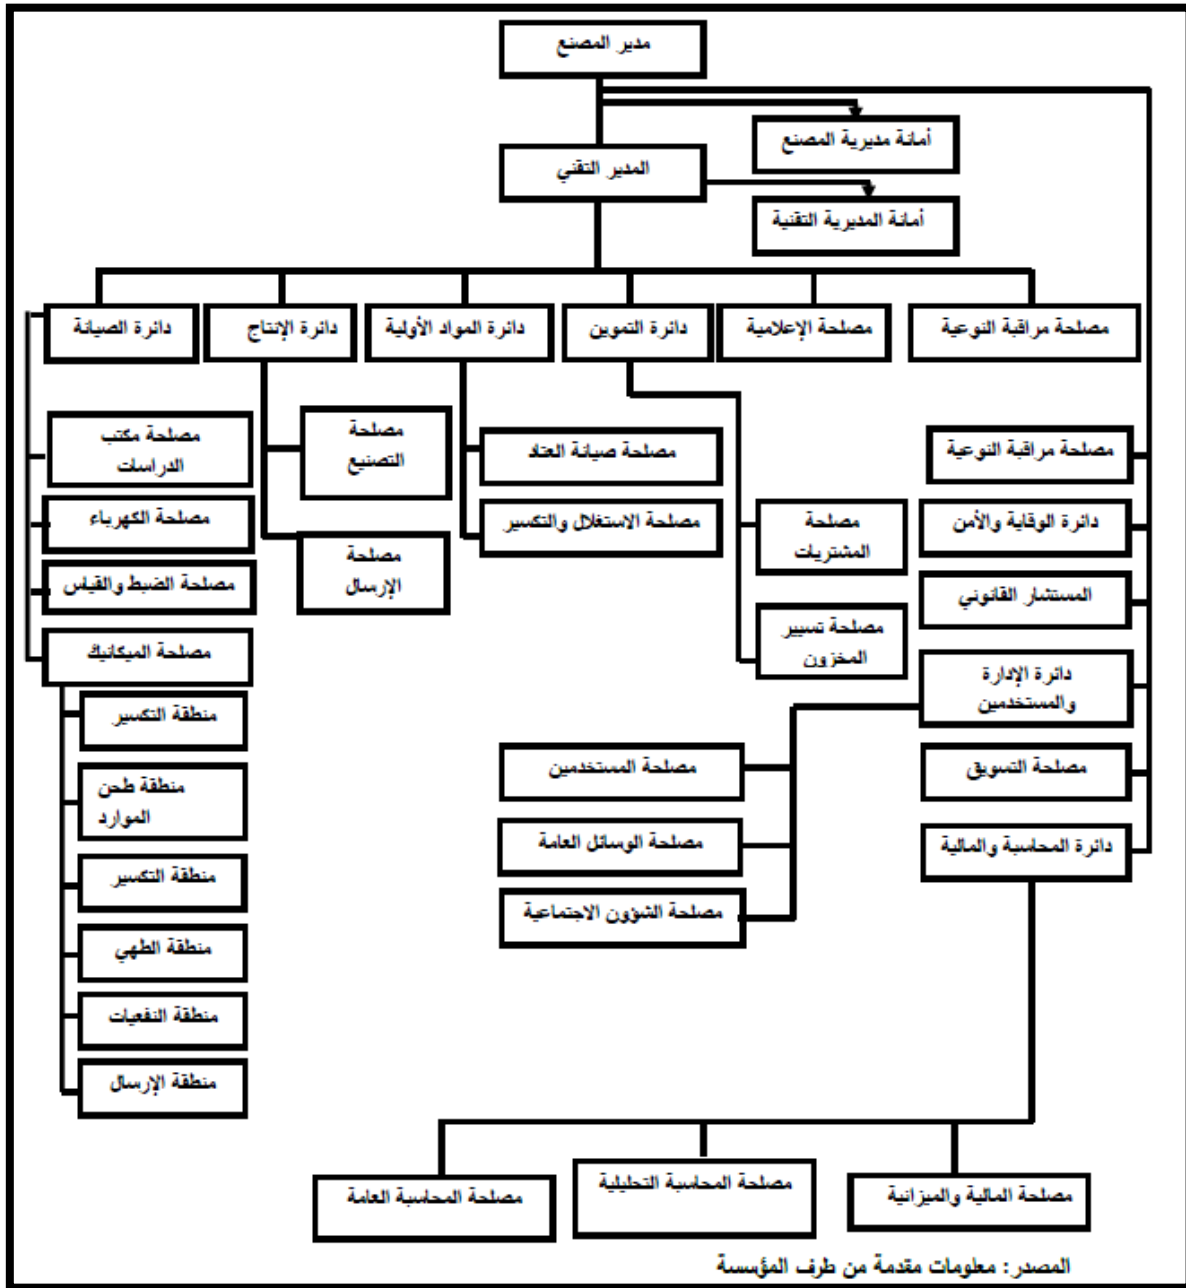 مدير المصنع
أمانة مديرية المصنع
المدير التقني
أمانة المديرية التقنية
مصلحة مراقبة النوعية
مصلحة الإعلامية
دائرة التموين
دائرة المواد الأولية
دائرة الإنتاج
دائرة الصيانة
مصلحة مراقبة النوعية
دائرة الوقاية والأمن
المستشار القانوني
دائرة الإدارة
والمستخدمين
مصلحة التسويق
دائرة المحاسبة والمالية
مصلحة
المشتريات
مصلحة تسيير
المخزون
مصلحة صيانة العتاد
مصلحة الاستغلال والتكسير
مصلحة
التصنيع
مصلحة
الإرسال
مصلحة مكتب
الدراسات
مصلحة الكهرباء
مصلحة الضبط والقياس
مصلحة الميكانيك
منطقة التكسير
منطقة طحن
الموارد
منطقة التكسير
منطقة الطهي
منطقة النفعيات
منطقة الإرسال
مصلحة المستخدمين
مصلحة الوسائل العامة
مصلحة الشؤون الاجتماعية
مصلحة المالية والميزانية
مصلحة المحاسبة التحليلية
مصلحة المحاسبة العامة
المصدر: معلومات مقدمة من طرف المؤسسة